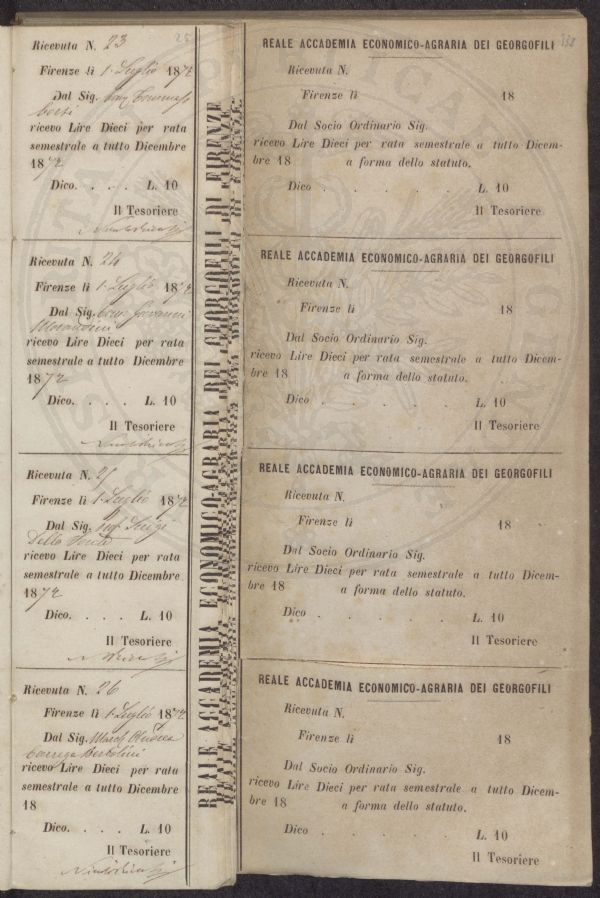 Ricevuta N. 23
Firenze li 1 Luglio 1872
Dal Sig. Cav Tommaso
Corsi
ricevo Lire Dieci per rata
semestrale a tutto Dicembre
1872
Dico. . . . L. 10
Il Tesoriere
Ricevuta N. 24
Firenze li 1 Luglio 1872
Dal Sig. Giovanni
Morandini
ricevo Lire Dieci per rata
semestrale a tutto Dicembre
1872
Dico. . . . L. 10
Il Tesoriere
Ricevuta N. 25
Firenze li 1 Luglio 1872
Dal Sig. Luigi
Della
ricevo Lire Dieci per rata
semestrale a tutto Dicembre
1872
Dico. . . . L. 10
Il Tesoriere
Ricevuta N. 26
Firenze li 1 Luglio 1872
Dal Sig. March Andrea
Carrega Bertolini
ricevo Lire Dieci per rata
semestrale a tutto Dicembre
18
Dico. . . . L. 10
Il Tesoriere
REALE ACCADEMIA ECONOMICO-AGRARIA DEI GEORGOFILI DI FIRENZE
REALE ACCADEMIA ECONOMICO-AGRARIA DEI GEORGOFILI
Ricevuta N.
Firenze li 18
Dal Socio Ordinario Sig.
ricevo Lire Dieci per rata semestrale a tutto Dicem-
bre 18 a forma dello statuto.
Dico . . . . L. 10
Il Tesoriere
REALE ACCADEMIA ECONOMICO-AGRARIA DEI GEORGOFILI
Ricevuta N.
Firenze li 18
Dal Socio Ordinario Sig.
ricevo Lire Dieci per rata semestrale a tutto Dicem-
bre 18 a forma dello statuto.
Dico . . . . L. 10
Il Tesoriere
REALE ACCADEMIA ECONOMICO-AGRARIA DEI GEORGOFILI
Ricevuta N.
Firenze li 18
Dal Socio Ordinario Sig.
ricevo Lire Dieci per rata semestrale a tutto Dicem-
bre 18 a forma dello statuto.
Dico . . . . L. 10
Il Tesoriere
REALE ACCADEMIA ECONOMICO-AGRARIA DEI GEORGOFILI
Ricevuta N.
Firenze li 18
Dal Socio Ordinario Sig.
ricevo Lire Dieci per rata semestrale a tutto Dicem-
bre 18 a forma dello statuto.
Dico . . . . L. 10
Il Tesoriere